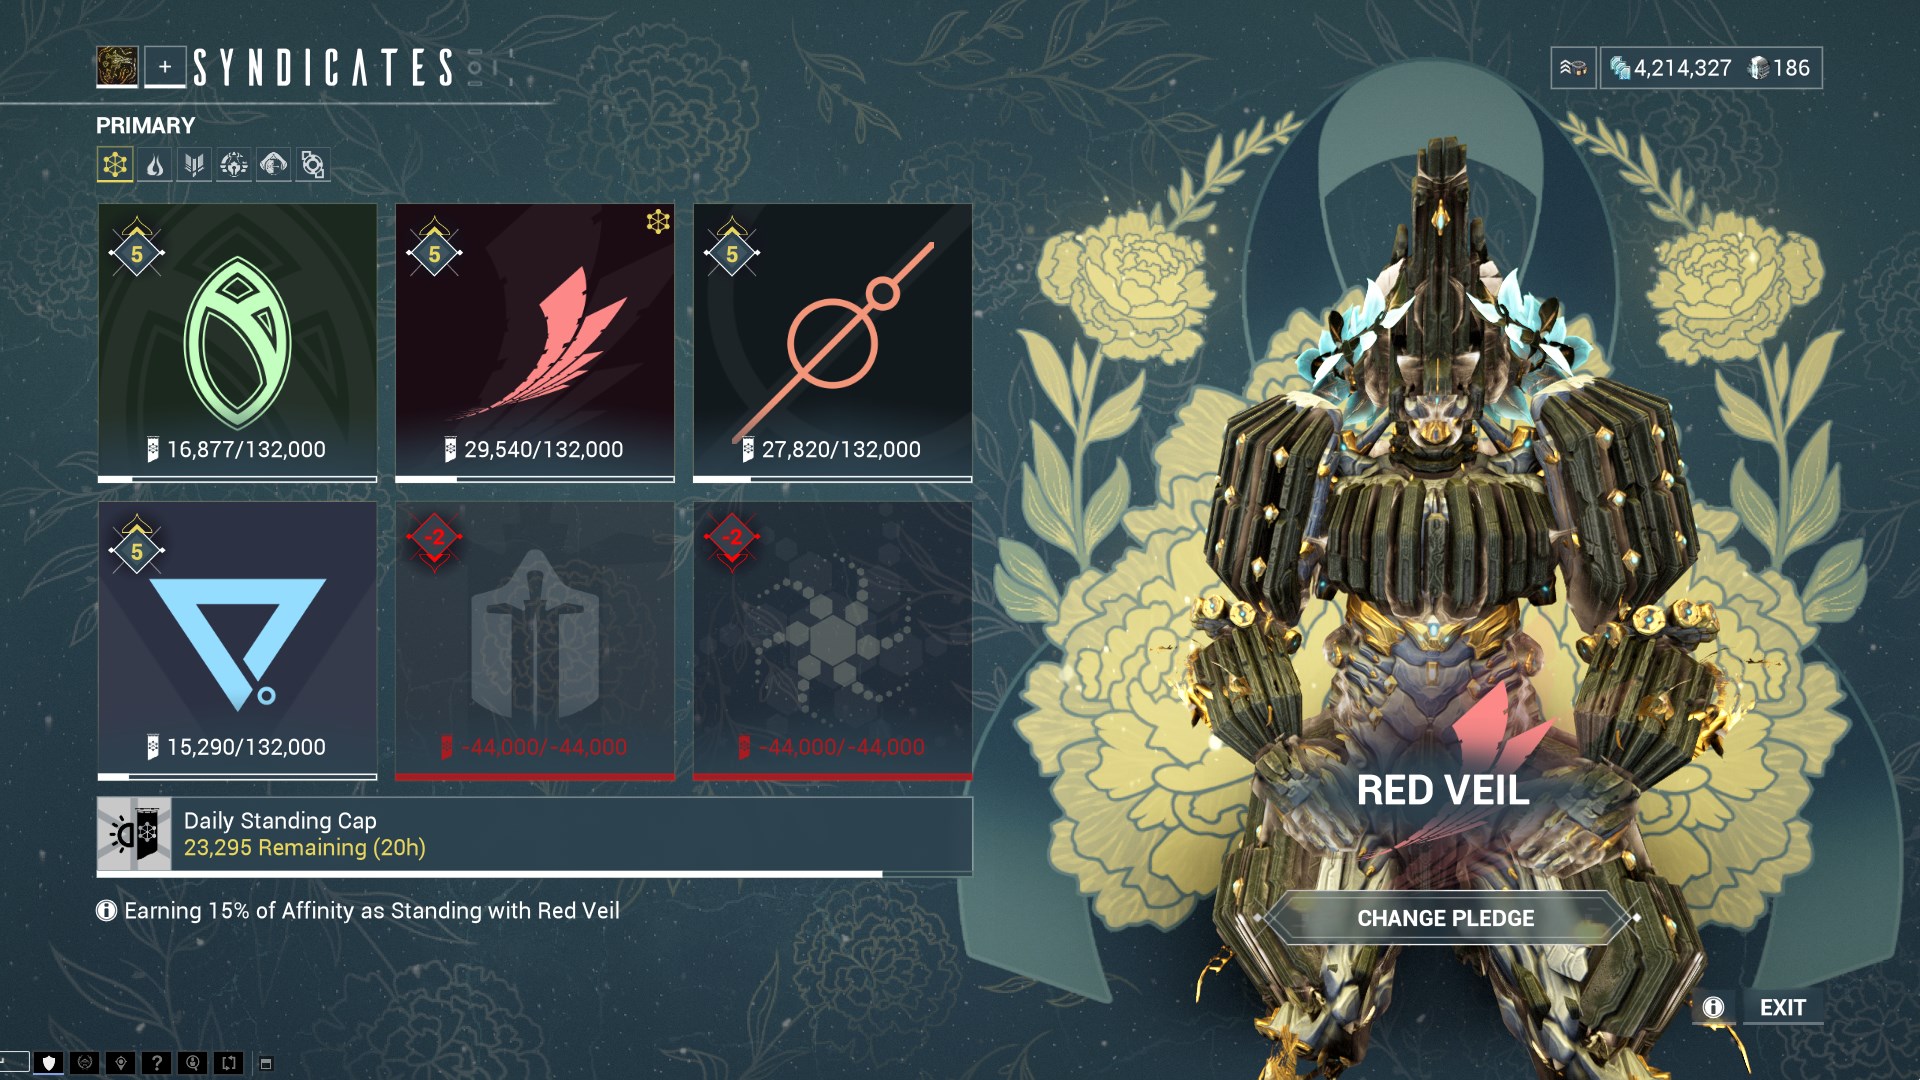 + SYNDICATES
4,214,327 186
PRIMARY
5
5
5
16,877/132,000
29,540/132,000
27,820/132,000
5
-2
-2
15,290/132,000
-44,000/-44,000
-44,000/-44,000
Daily Standing Cap
23,295 Remaining (20h)
Earning 15% of Affinity as Standing with Red Veil
RED VEIL
CHANGE PLEDGE
EXIT
?